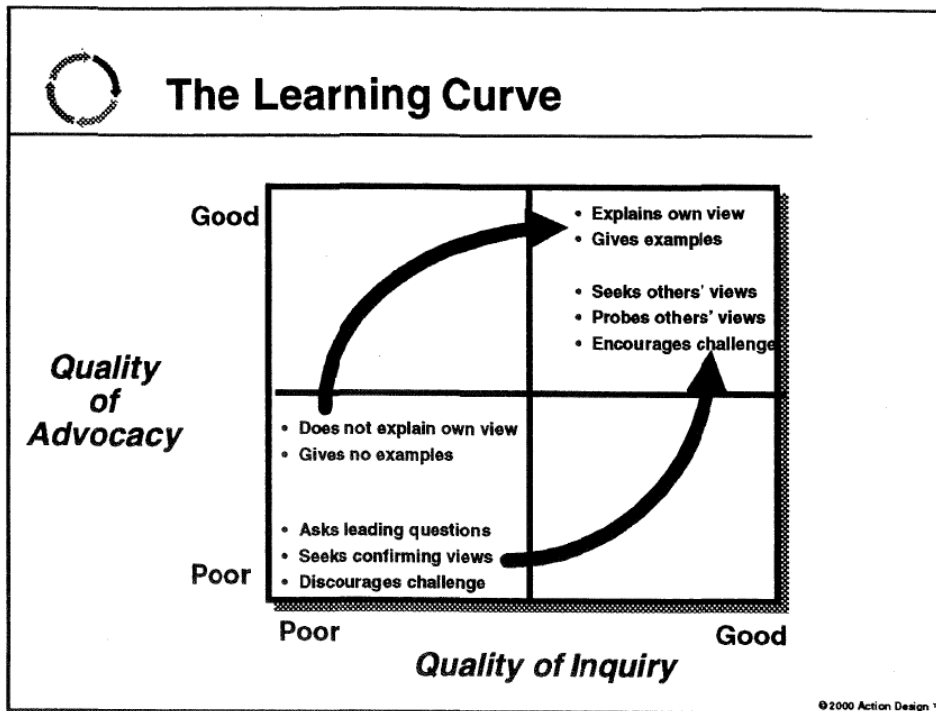 The Learning Curve
Good
• Explains own view
• Gives examples
• Seeks others' views
• Probes others' views
• Encourages challenge
Quality
of
Advocacy
• Does not explain own view
• Gives no examples
• Asks leading questions
• Seeks confirming views
• Discourages challenge
Poor
Poor
Good
Quality of Inquiry
© 2000 Action Design ™